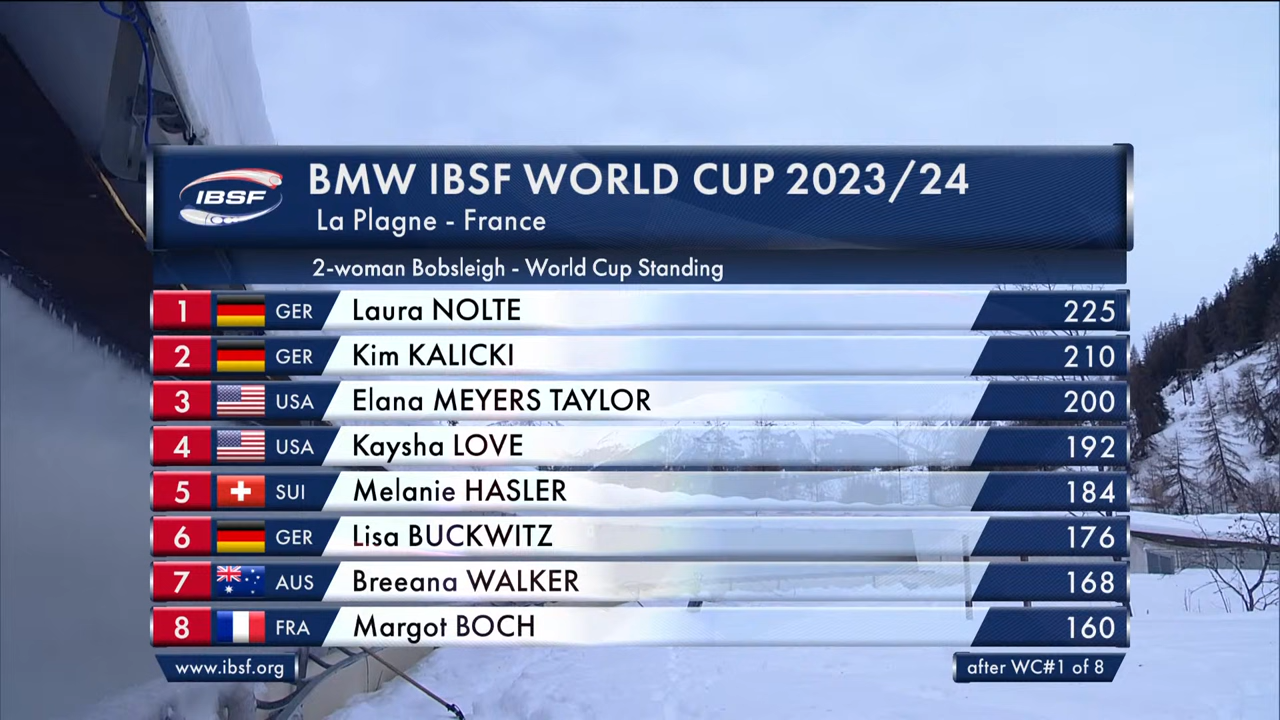 IBSF
BMW IBSF WORLD CUP 2023/24
La Plagne - France
2-woman Bobsleigh - World Cup Standing
1 GER Laura NOLTE 225
2 GER Kim KALICKI 210
3 USA Elana MEYERS TAYLOR 200
4 USA Kaysha LOVE 192
5 SUI Melanie HASLER 184
6 GER Lisa BUCKWITZ 176
7 AUS Breeana WALKER 168
8 FRA Margot BOCH 160
www.ibsf.org after WC#1 of 8